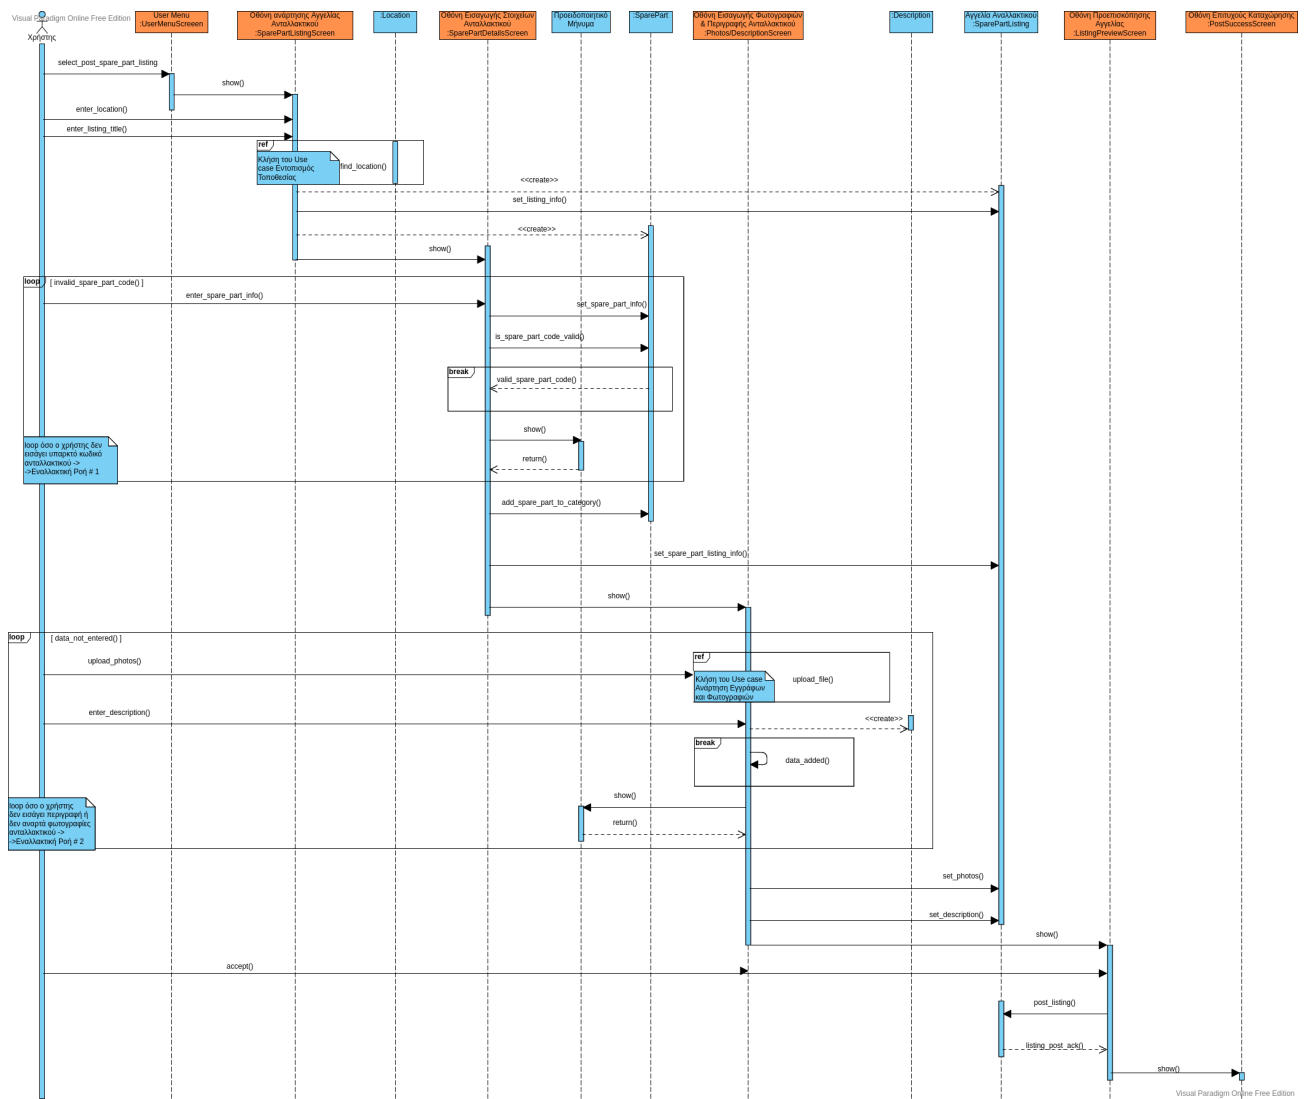 Visual Paradigm Online Free Edition
Χρήστης
User Menu
:UserMenuScreeen
Οθόνη ανάρτησης Αγγελίας
Ανταλλακτικού
:SparePartListingScreen
:Location
Οθόνη Εισαγωγής Στοιχείων
Ανταλλακτικού
:SparePartDetailsScreen
Προειδοποιητικό
Μήνυμα
:SparePart
Οθόνη Εισαγωγής Φωτογραφιών
& Περιγραφής Ανταλλακτικού
:Photos/DescriptionScreen
:Description
Αγγελία Αναλλακτικού
:SparePartListing
Οθόνη Προεπισκόπησης
Αγγελίας
:ListingPreviewScreen
Οθόνη Επιτυχούς Καταχώρησης
:PostSuccessScreen
select_post_spare_part_listing
show()
enter_location()
enter_listing_title()
ref
Κλήση του Use
case Εντοπισμός
Τοποθεσίας
find_location()
<<create>>
set_listing_info()
<<create>>
show()
loop
[ invalid_spare_part_code() ]
enter_spare_part_info()
set_spare_part_info()
is_spare_part_code_valid()
break
valid_spare_part_code()
show()
return()
loop όσο ο χρήστης δεν
εισάγει υπαρκτό κωδικό
ανταλλακτικού ->
->Εναλλακτική Ροή # 1
add_spare_part_to_category()
set_spare_part_listing_info()
show()
loop
[ data_not_entered() ]
upload_photos()
ref
Κλήση του Use case
Ανάρτηση Εγγράφων
και Φωτογραφιών
upload_file()
enter_description()
<<create>>
break
data_added()
show()
return()
loop όσο ο χρήστης
δεν εισάγει περιγραφή ή
δεν αναρτά φωτογραφίες
ανταλλακτικού ->
->Εναλλακτική Ροή # 2
set_photos()
set_description()
show()
accept()
post_listing()
listing_post_ack()
show()
Visual Paradigm Online Free Edition